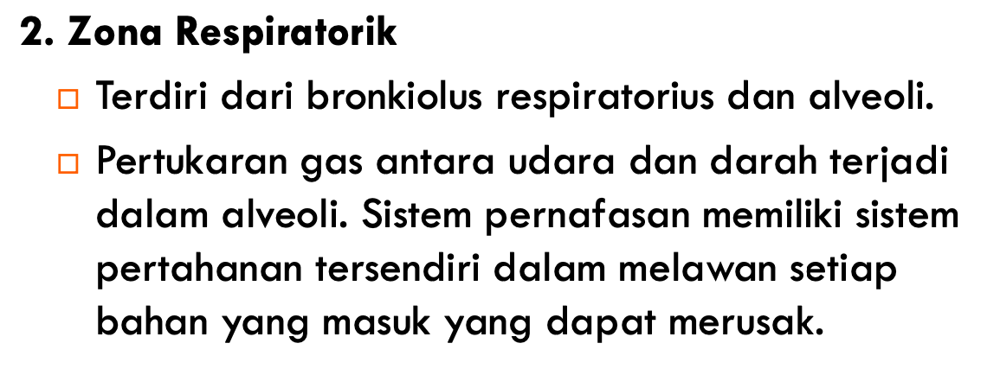 2. Zona Respiratorik
□ Terdiri dari bronkiolus respiratorius dan alveoli.
□ Pertukaran gas antara udara dan darah terjadi
dalam alveoli. Sistem pernafasan memiliki sistem
pertahanan tersendiri dalam melawan setiap
bahan yang masuk yang dapat merusak.